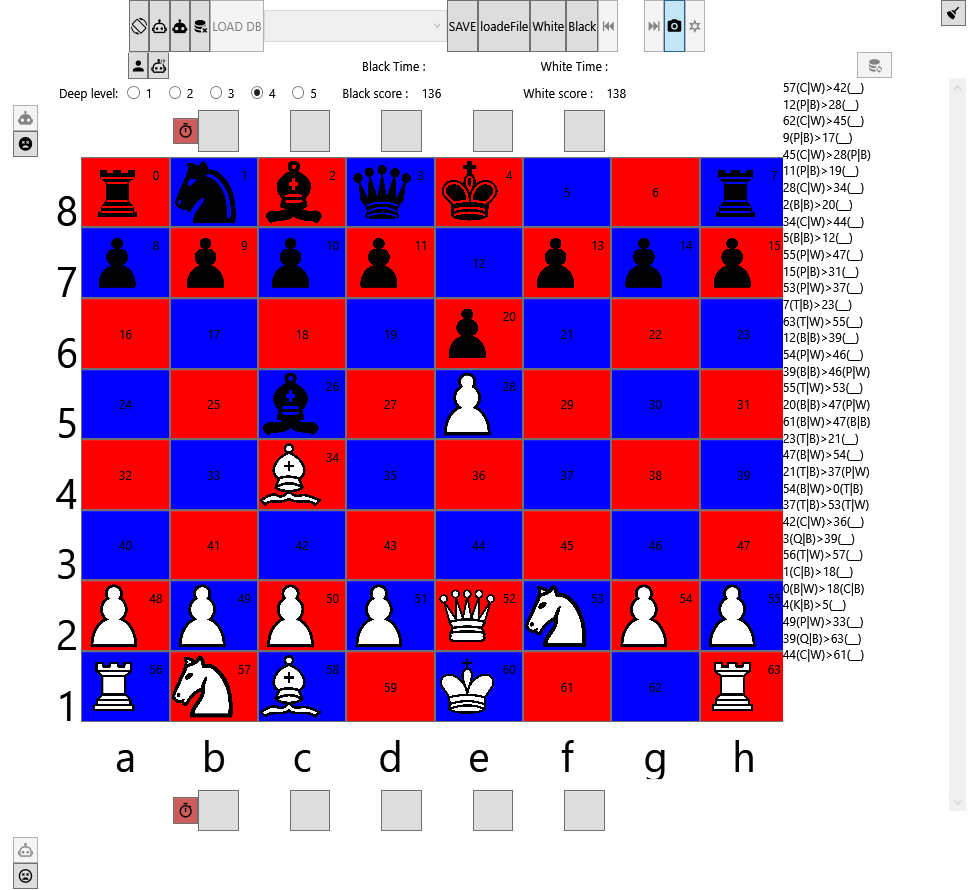 LOAD DB SAVE loadeFile White Black
Black Time : White Time :
Deep level: 1 2 3 4 5 Black score : 136 White score : 138
57(C|W)>42(__)
12(P|B)>28(__)
62(C|W)>45(__)
9(P|B)>17(__)
45(C|W)>28(P|B)
11(P|B)>19(__)
28(C|W)>34(__)
2(B|B)>20(__)
34(C|W)>44(__)
5(B|B)>12(__)
55(P|W)>47(__)
15(P|B)>31(__)
53(P|W)>37(__)
7(T|B)>23(__)
63(T|W)>55(__)
12(B|B)>39(__)
54(P|W)>46(__)
39(B|B)>46(P|W)
55(T|W)>53(__)
20(B|B)>47(P|W)
61(B|W)>47(B|B)
23(T|B)>21(__)
47(B|W)>54(__)
21(T|B)>37(P|W)
54(B|W)>0(T|B)
37(T|B)>53(T|W)
42(C|W)>36(__)
3(Q|B)>39(__)
56(T|W)>57(__)
1(C|B)>18(__)
0(B|W)>18(C|B)
4(K|B)>5(__)
49(P|W)>33(__)
39(Q|B)>63(__)
44(C|W)>61(__)
8 0 1 2 3 4 5 6 7
7 8 9 10 11 12 13 14 15
6 16 17 18 19 20 21 22 23
5 24 25 26 27 28 29 30 31
4 32 33 34 35 36 37 38 39
3 40 41 42 43 44 45 46 47
2 48 49 50 51 52 53 54 55
1 56 57 58 59 60 61 62 63
a b c d e f g h